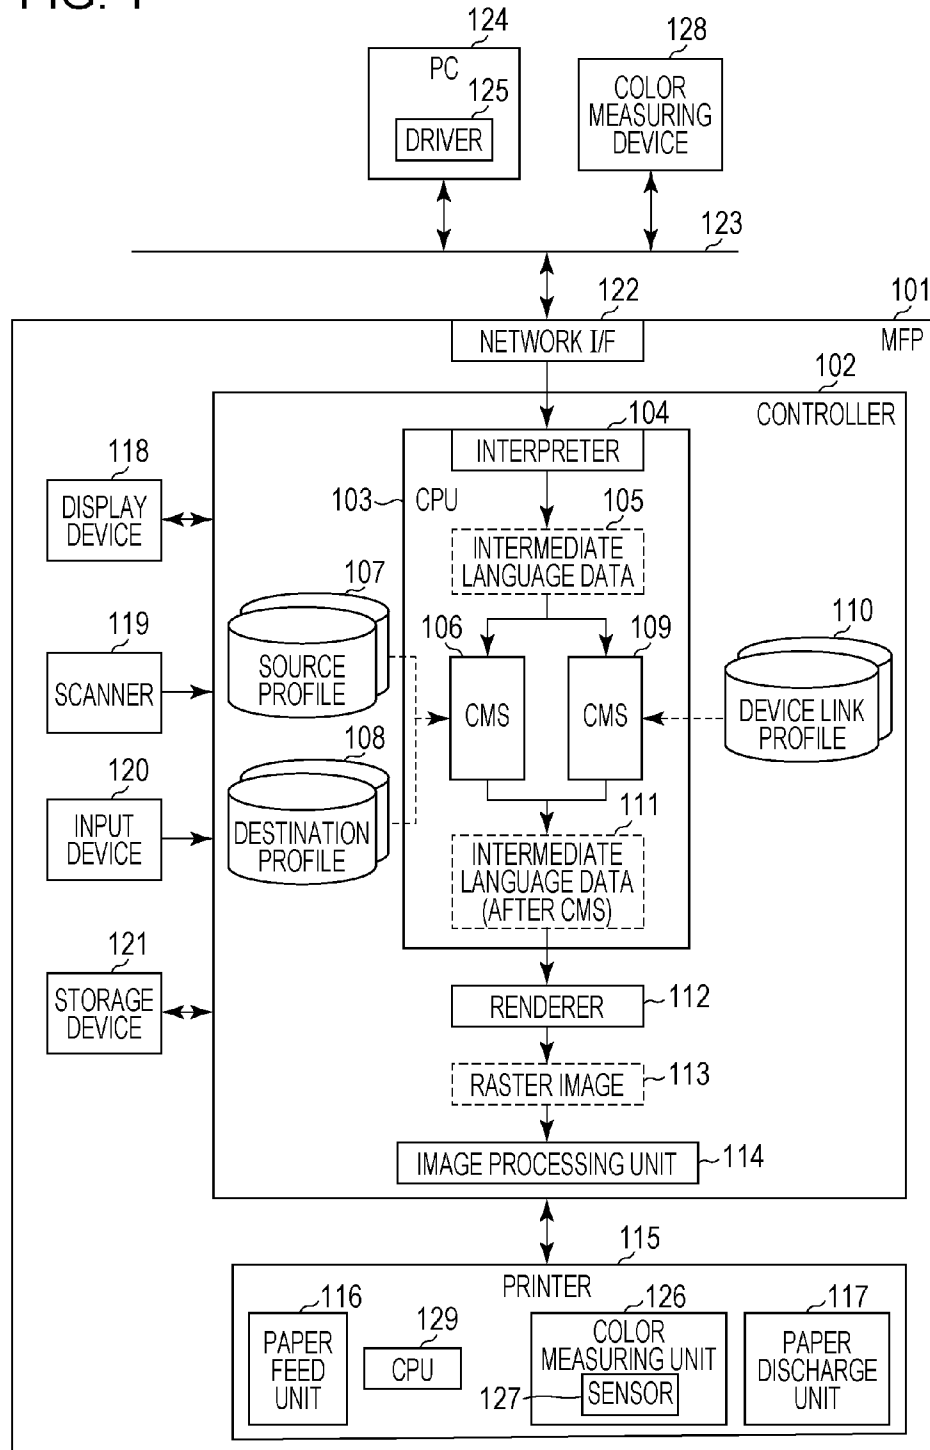 FIG. 1
124
PC
125
DRIVER
128
COLOR
MEASURING
DEVICE
123
122
NETWORK I/F
101
MFP
102
CONTROLLER
104
INTERPRETER
103
CPU
105
INTERMEDIATE
LANGUAGE DATA
118
DISPLAY
DEVICE
107
SOURCE
PROFILE
106
CMS
109
CMS
110
DEVICE LINK
PROFILE
119
SCANNER
108
DESTINATION
PROFILE
120
INPUT
DEVICE
111
INTERMEDIATE
LANGUAGE DATA
(AFTER CMS)
121
STORAGE
DEVICE
RENDERER
112
RASTER IMAGE
113
IMAGE PROCESSING UNIT
114
115
PRINTER
116
PAPER
FEED
UNIT
129
CPU
126
COLOR
MEASURING UNIT
127
SENSOR
117
PAPER
DISCHARGE
UNIT